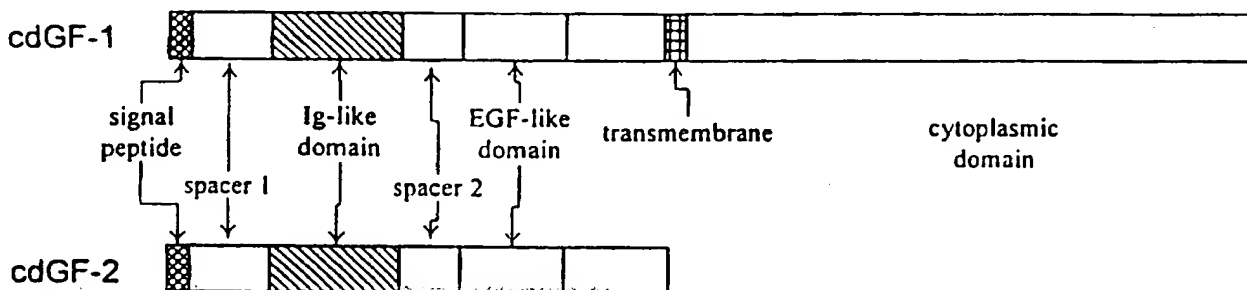 cdGF-1
signal
peptide
spacer 1
Ig-like
domain
spacer 2
EGF-like
domain
transmembrane
cytoplasmic
domain
cdGF-2